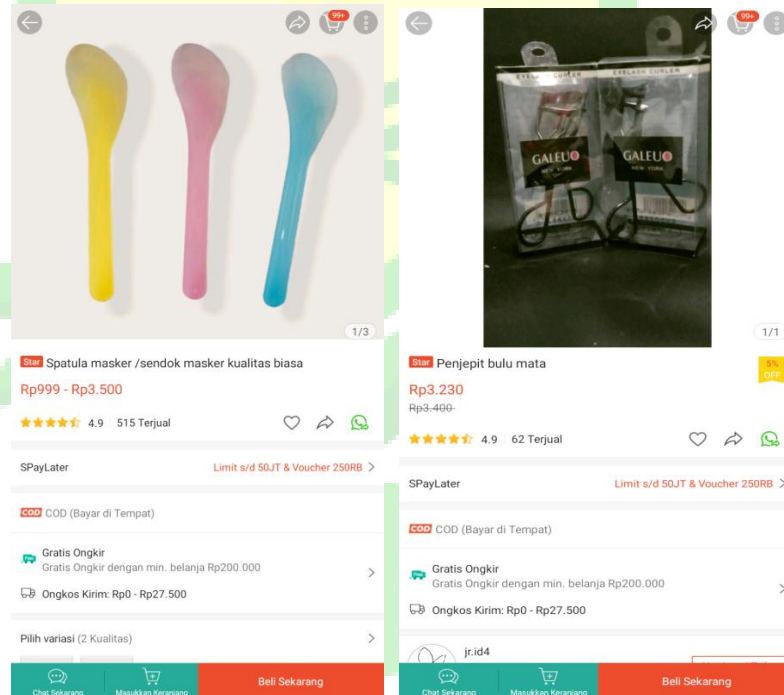 99+
1/3
Star Spatula masker /sendok masker kualitas biasa
Rp999 - Rp3.500
4.9 515 Terjual
SPayLater Limit s/d 50JT & Voucher 250RB
COD COD (Bayar di Tempat)
Gratis Ongkir
Gratis Ongkir dengan min. belanja Rp200.000
Ongkos Kirim: Rp0 - Rp27.500
Pilih variasi (2 Kualitas)
Chat Sekarang
Masukkan Keranjang
Beli Sekarang
99+
EYELASH CURLER
EYELASH CURLER
GALEUO
NEW YORK
GALEUO
NEW YORK
1/1
Star Penjepit bulu mata
5% OFF
Rp3.230
Rp3.400
4.9 62 Terjual
SPayLater Limit s/d 50JT & Voucher 250RB
COD COD (Bayar di Tempat)
Gratis Ongkir
Gratis Ongkir dengan min. belanja Rp200.000
Ongkos Kirim: Rp0 - Rp27.500
jr.id4
Chat Sekarang
Masukkan Keranjang
Beli Sekarang